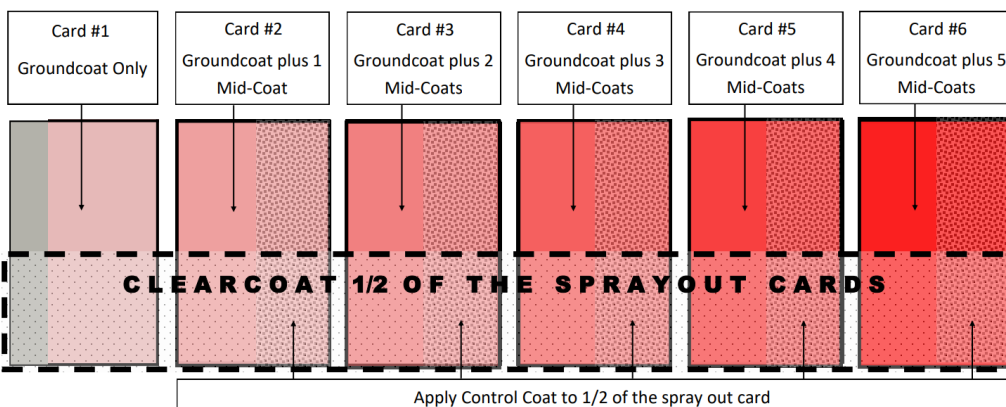 Card #1
Groundcoat Only
Card #2
Groundcoat plus 1
Mid-Coat
Card #3
Groundcoat plus 2
Mid-Coats
Card #4
Groundcoat plus 3
Mid-Coats
Card #5
Groundcoat plus 4
Mid-Coats
Card #6
Groundcoat plus 5
Mid-Coats
CLEARCOAT 1/2 OF THE SPRAYOUT CARDS
Apply Control Coat to 1/2 of the spray out card